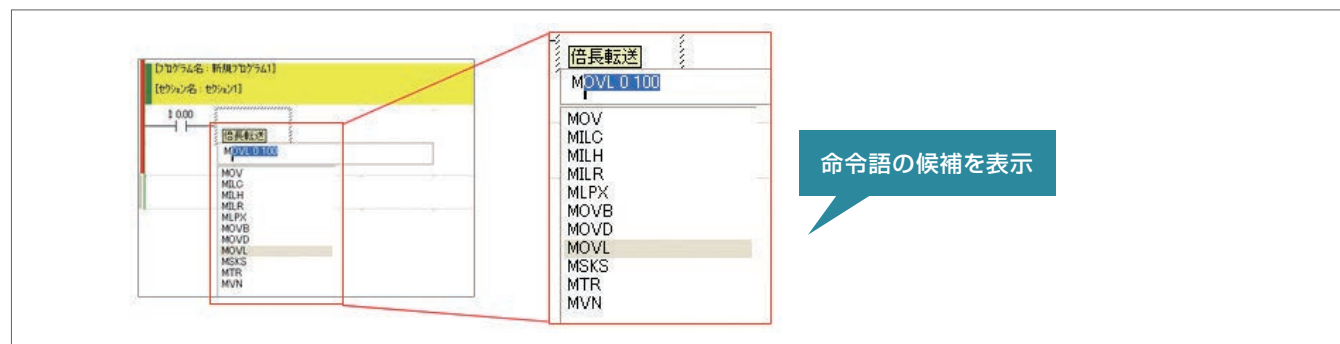 [プログラム名 : 新規プログラム1]
[セクション名 : セクション1]
I: 0.00
倍長転送
MOVL 0 100
MOV
MILC
MILH
MILR
MLPX
MOVB
MOVD
MOVL
MSKS
MTR
MVN
倍長転送
MOVL 0 100
MOV
MILC
MILH
MILR
MLPX
MOVB
MOVD
MOVL
MSKS
MTR
MVN
命令語の候補を表示